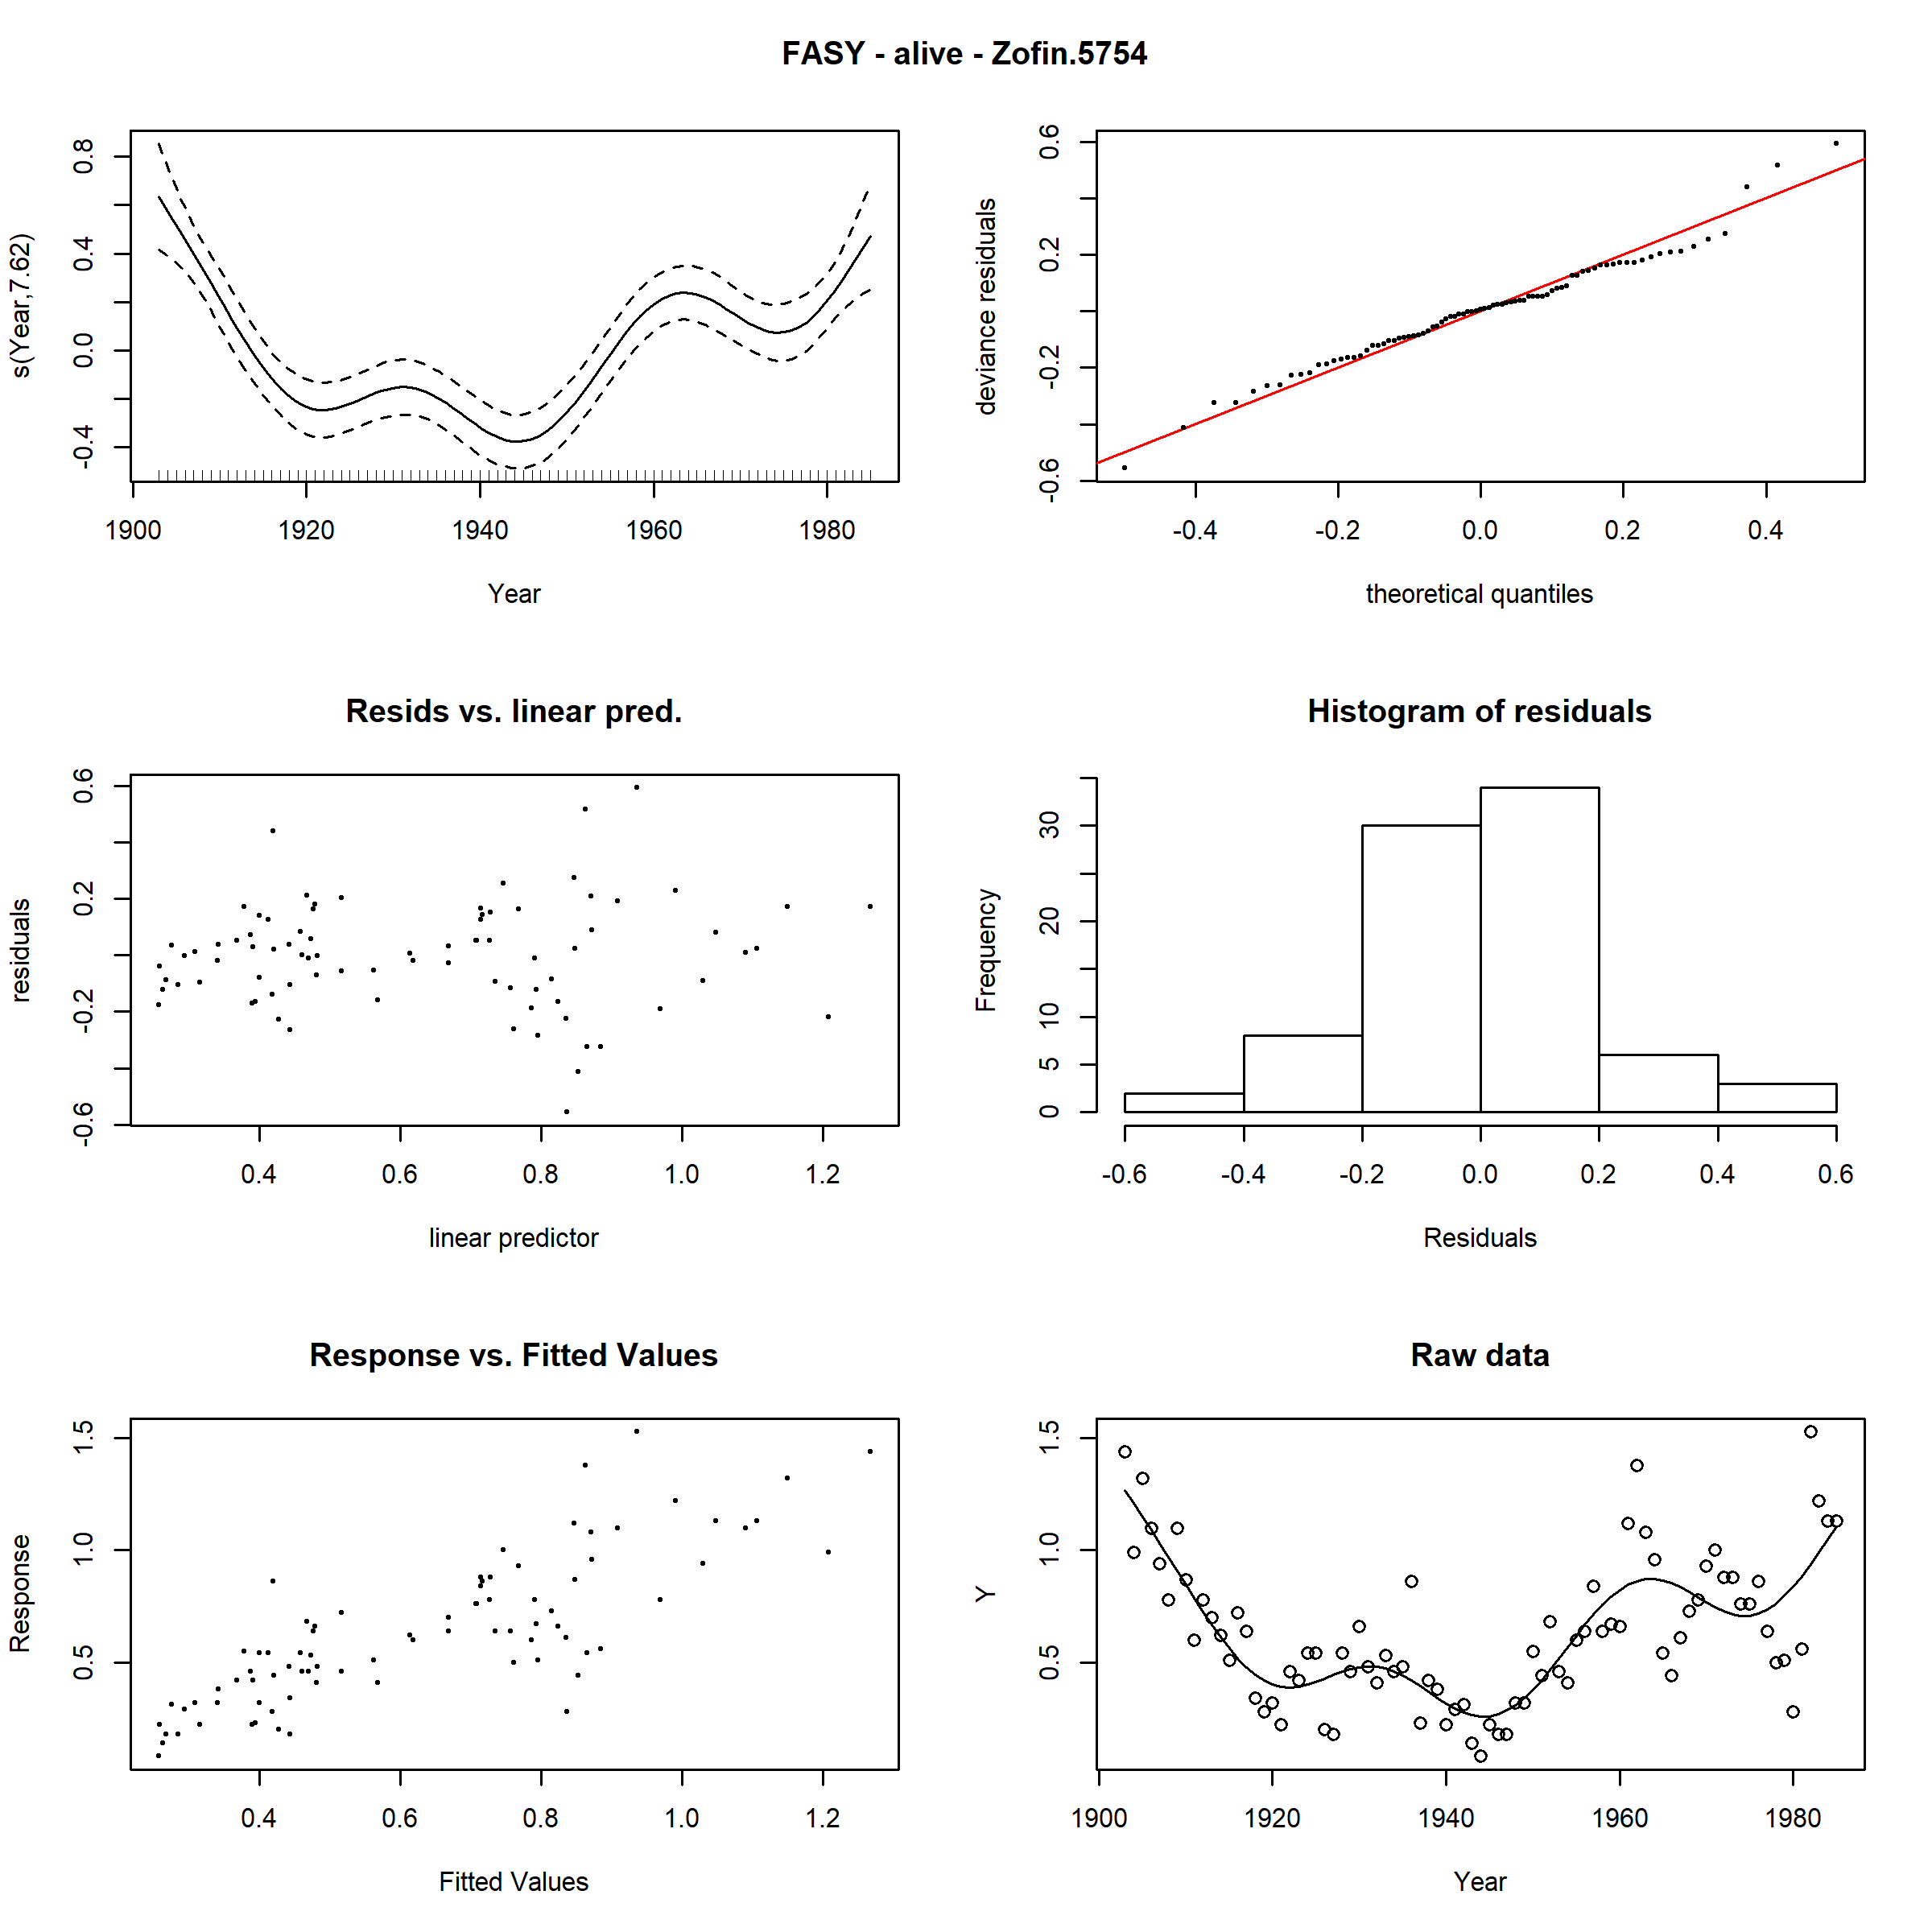 FASY - alive - Zofin.5754
s(Year,7.62)
-0.4 0.0 0.4 0.8
1900 1920 1940 1960 1980
Year
deviance residuals
-0.6 -0.2 0.2 0.6
-0.4 -0.2 0.0 0.2 0.4
theoretical quantiles
Resids vs. linear pred.
residuals
-0.6 -0.2 0.2 0.6
0.4 0.6 0.8 1.0 1.2
linear predictor
Histogram of residuals
Frequency
0 5 10 20 30
-0.6 -0.4 -0.2 0.0 0.2 0.4 0.6
Residuals
Response vs. Fitted Values
Response
0.5 1.0 1.5
0.4 0.6 0.8 1.0 1.2
Fitted Values
Raw data
Y
0.5 1.0 1.5
1900 1920 1940 1960 1980
Year